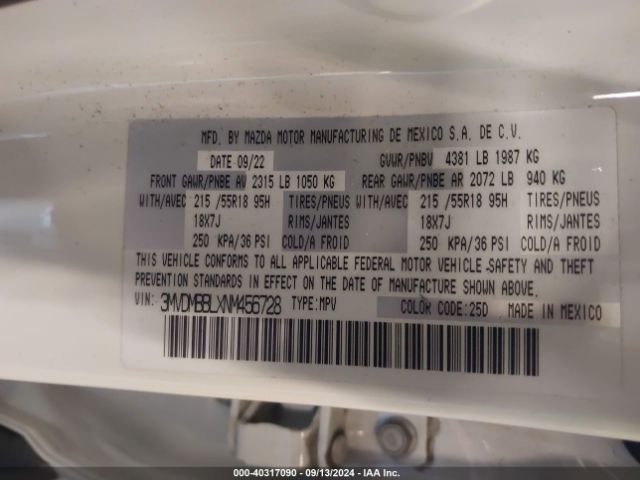 MFD. BY MAZDA MOTOR MANUFACTURING DE MEXICO S.A. DE C.V.
DATE 09/22 GVWR/PNBV 4381 LB 1987 KG
FRONT GAWR/PNBE AV 2315 LB 1050 KG REAR GAWR/PNBE AR 2072 LB 940 KG
WITH/AVEC 215 /55R18 95H TIRES/PNEUS WITH/AVEC 215 /55R18 95H TIRES/PNEUS
18X7J RIMS/JANTES 18X7J RIMS/JANTES
250 KPA/36 PSI COLD/A FROID 250 KPA/36 PSI COLD/A FROID
THIS VEHICLE CONFORMS TO ALL APPLICABLE FEDERAL MOTOR VEHICLE SAFETY AND THEFT
PREVENTION STANDARDS IN EFFECT ON THE DATE OF MANUFACTURE SHOWN ABOVE.
VIN: 3MVDMBBLXNM456728 TYPE:MPV COLOR CODE:25D MADE IN MEXICO
000-40317090 - 09/13/2024 - IAA Inc.